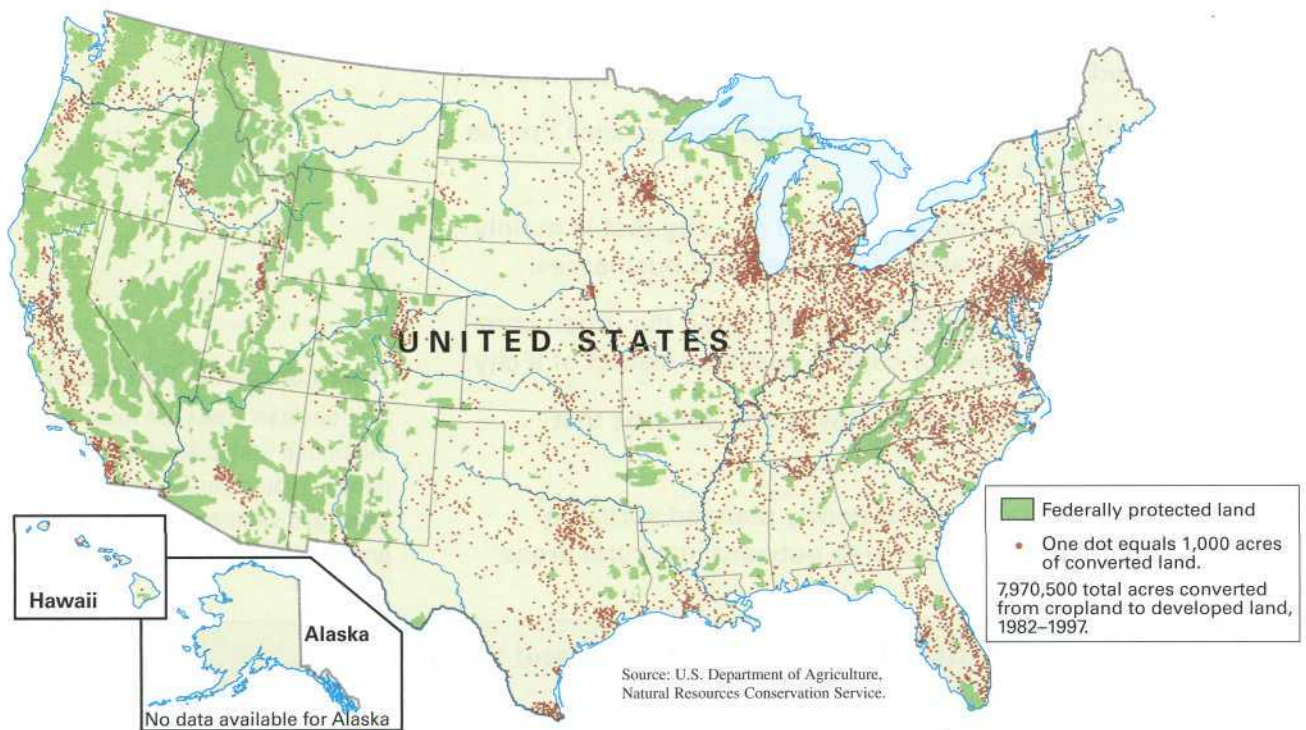 UNITED STATES
Hawaii
Alaska
No data available for Alaska
Source: U.S. Department of Agriculture,
Natural Resources Conservation Service.
Federally protected land
One dot equals 1,000 acres
of converted land.
7,970,500 total acres converted
from cropland to developed land,
1982–1997.